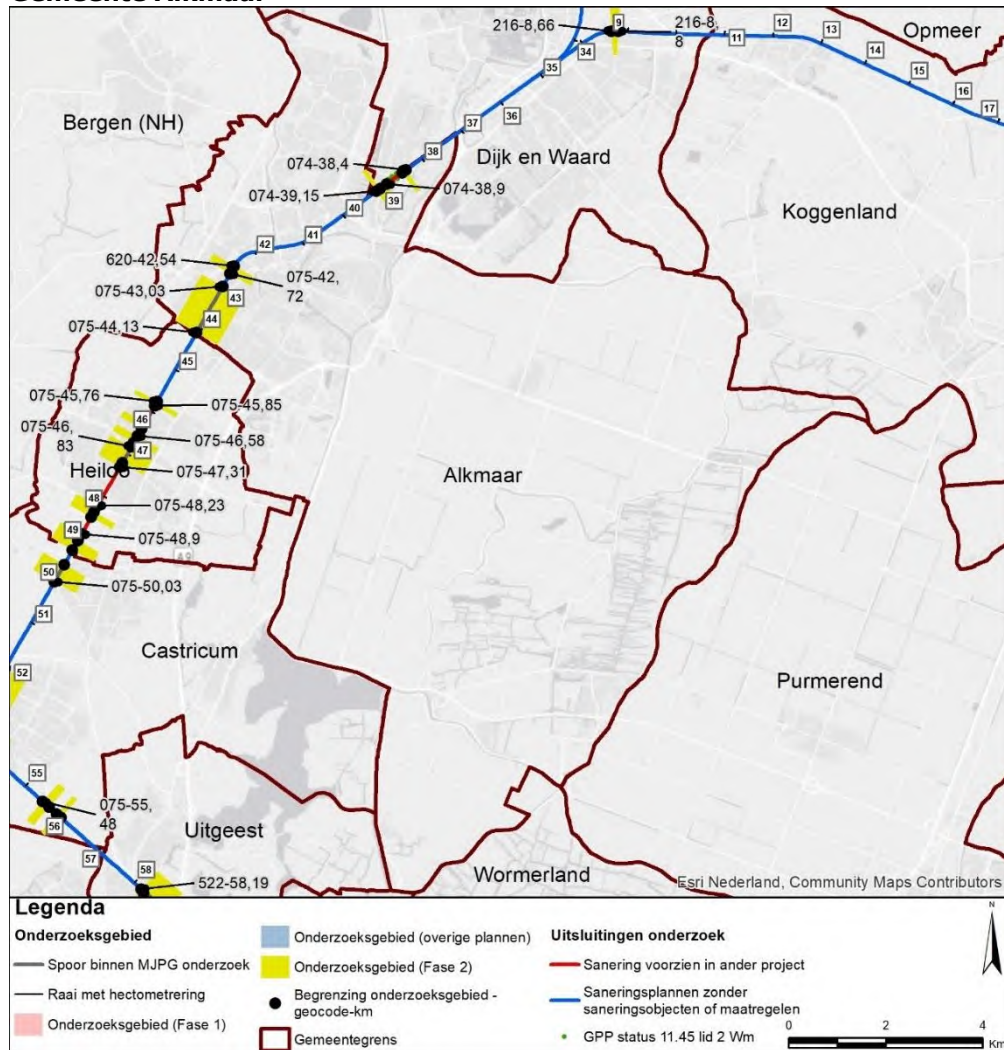 Gemeente Alkmaar
216-8,66
9
216-8,
8
11
12
13
Opmeer
34
14
35
15
16
36
17
37
Bergen (NH)
38
Dijk en Waard
074-38,4
074-38,9
074-39,15
39
40
Koggenland
41
42
620-42,54
075-42,
72
075-43,03
43
44
075-44,13
45
075-45,76
075-45,85
46
075-46,
83
075-46,58
47
Heiloo
075-47,31
Alkmaar
48
075-48,23
49
075-48,9
A9
50
075-50,03
51
Castricum
52
Purmerend
55
075-55,
48
56
Uitgeest
57
58
522-58,19
Wormerland
Esri Nederland, Community Maps Contributors
Legenda
Onderzoeksgebied
Spoor binnen MJPG onderzoek
Raai met hectometrering
Onderzoeksgebied (Fase 1)
Onderzoeksgebied (overige plannen)
Onderzoeksgebied (Fase 2)
Begrenzing onderzoeksgebied -
geocode-km
Gemeentegrens
Uitsluitingen onderzoek
Sanering voorzien in ander project
Saneringsplannen zonder
saneringsobjecten of maatregelen
GPP status 11.45 lid 2 Wm
N
0 2 4
Km